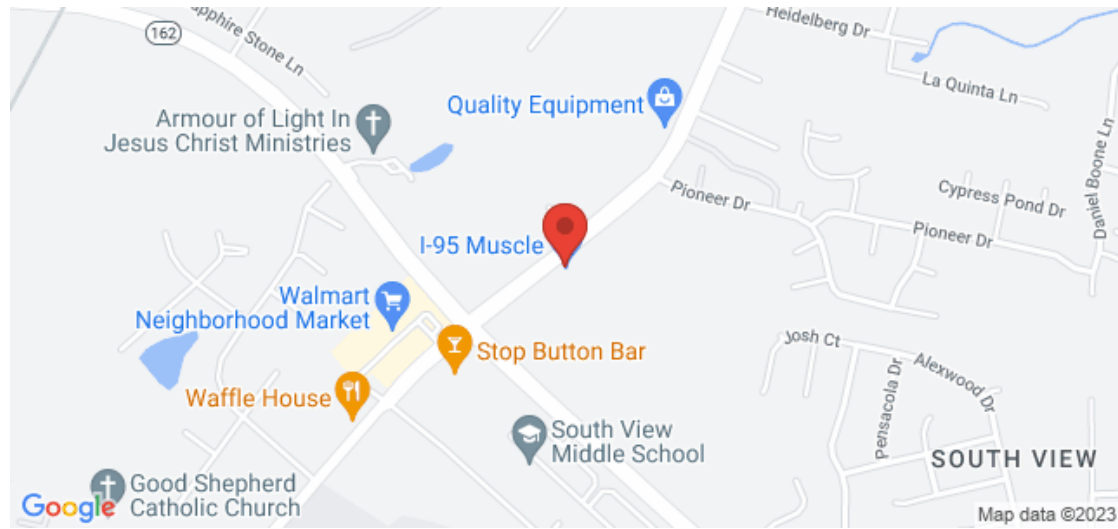 162
Sapphire Stone Ln
Heidelberg Dr
La Quinta Ln
Quality Equipment
Armour of Light In
Jesus Christ Ministries
Daniel Boone Ln
Pioneer Dr
Cypress Pond Dr
Pioneer Dr
I-95 Muscle
Walmart
Neighborhood Market
Stop Button Bar
Josh Ct
Alexwood Dr
Pensacola Dr
Waffle House
South View
Middle School
SOUTH VIEW
Good Shepherd
Catholic Church
Google
Map data ©2023